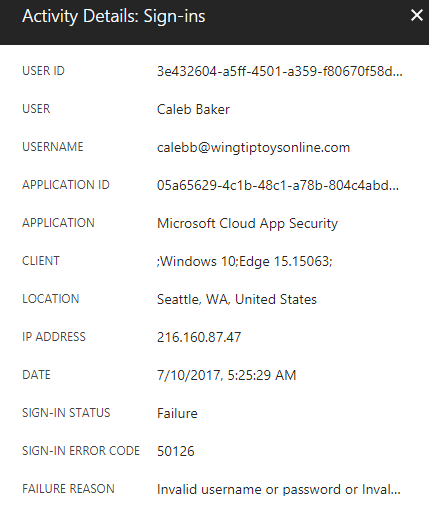 Activity Details: Sign-ins
USER ID 3e432604-a5ff-4501-a359-f80670f58d...
USER Caleb Baker
USERNAME calebb@wingtiptoysonline.com
APPLICATION ID 05a65629-4c1b-48c1-a78b-804c4abd...
APPLICATION Microsoft Cloud App Security
CLIENT ;Windows 10;Edge 15.15063;
LOCATION Seattle, WA, United States
IP ADDRESS 216.160.87.47
DATE 7/10/2017, 5:25:29 AM
SIGN-IN STATUS Failure
SIGN-IN ERROR CODE 50126
FAILURE REASON Invalid username or password or Inval...